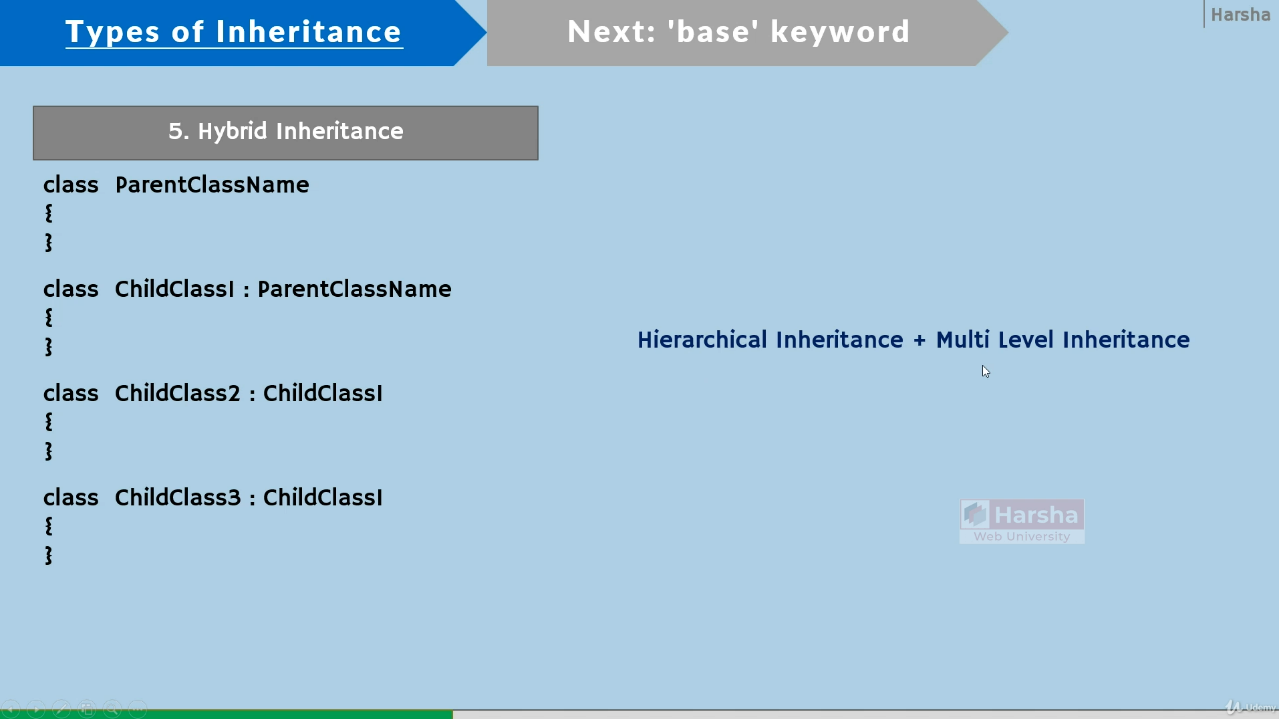 Types of Inheritance
Next: 'base' keyword
Harsha
5. Hybrid Inheritance
class ParentClassName
{
}
class ChildClass1 : ParentClassName
{
}
Hierarchical Inheritance + Multi Level Inheritance
class ChildClass2 : ChildClass1
{
}
class ChildClass3 : ChildClass1
{
}
Harsha
Web University
Udemy